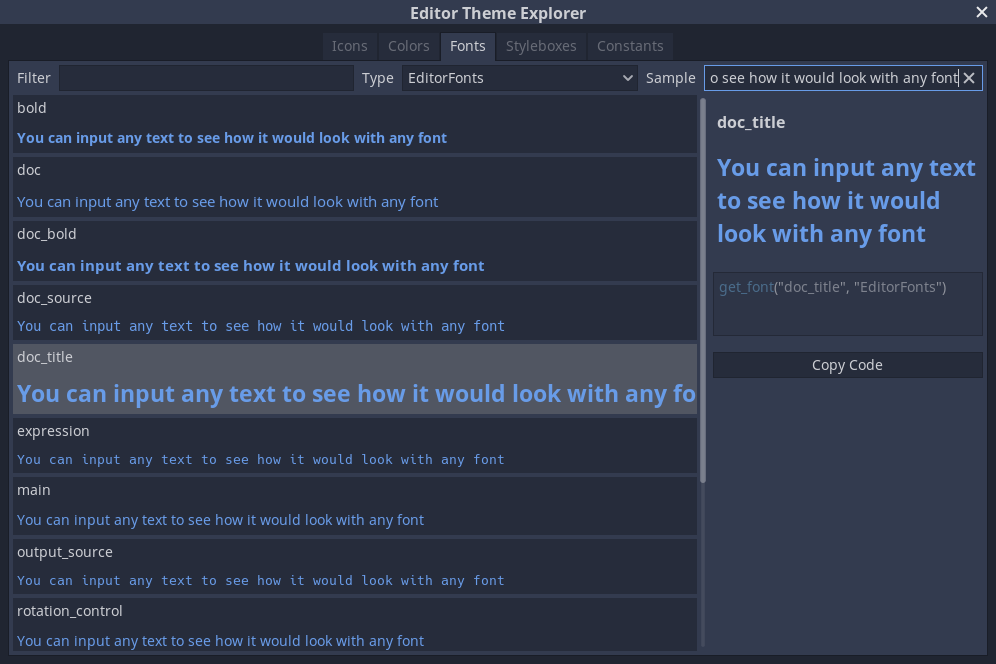 Editor Theme Explorer
Icons Colors Fonts Styleboxes Constants
Filter Type EditorFonts Sample o see how it would look with any font
bold
You can input any text to see how it would look with any font
doc
You can input any text to see how it would look with any font
doc_bold
You can input any text to see how it would look with any font
doc_source
You can input any text to see how it would look with any font
doc_title
You can input any text to see how it would look with any fo
expression
You can input any text to see how it would look with any font
main
You can input any text to see how it would look with any font
output_source
You can input any text to see how it would look with any font
rotation_control
You can input any text to see how it would look with any font
doc_title
You can input any text
to see how it would
look with any font
get_font("doc_title", "EditorFonts")
Copy Code